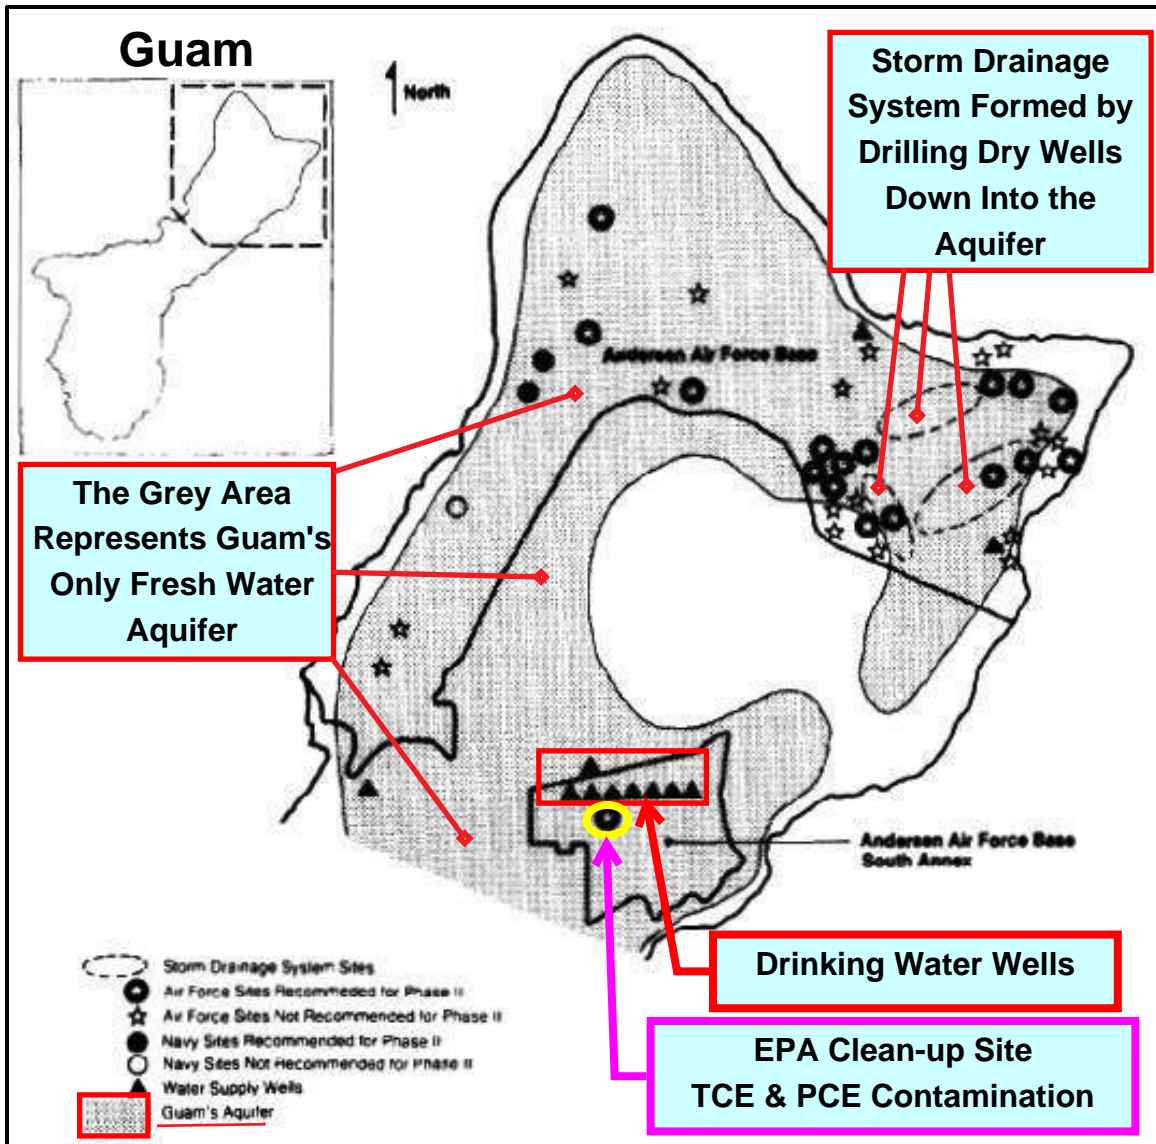 Guam
North
Storm Drainage
System Formed by
Drilling Dry Wells
Down Into the
Aquifer
Andersen Air Force Base
The Grey Area
Represents Guam's
Only Fresh Water
Aquifer
Andersen Air Force Base
South Annex
Drinking Water Wells
EPA Clean-up Site
TCE & PCE Contamination
Storm Drainage System Sites
Air Force Sites Recommeded for Phase II
Air Force Sites Not Recommended for Phase II
Navy Sites Recommended for Phase II
Navy Sites Not Recommended for Phase II
Water Supply Wells
Guam's Aquifer